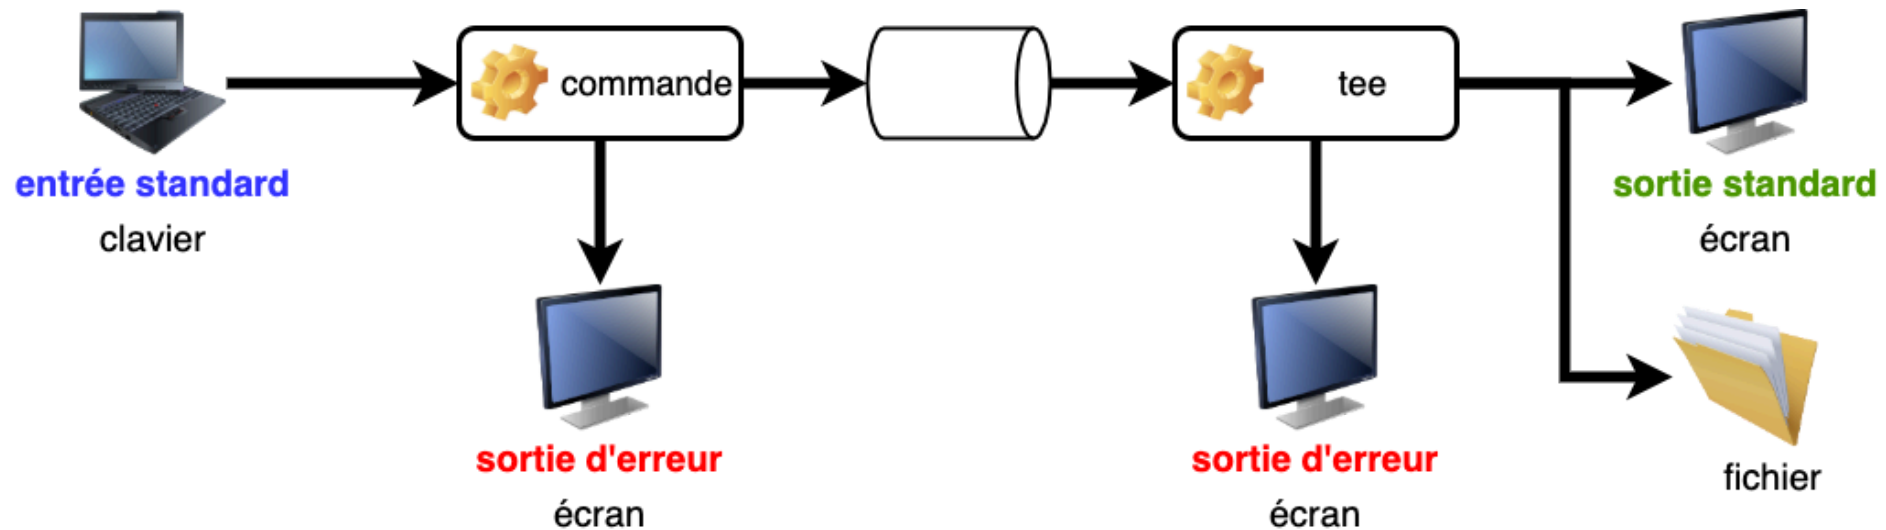 commande
tee
entrée standard
clavier
sortie standard
écran
sortie d'erreur
écran
sortie d'erreur
écran
fichier